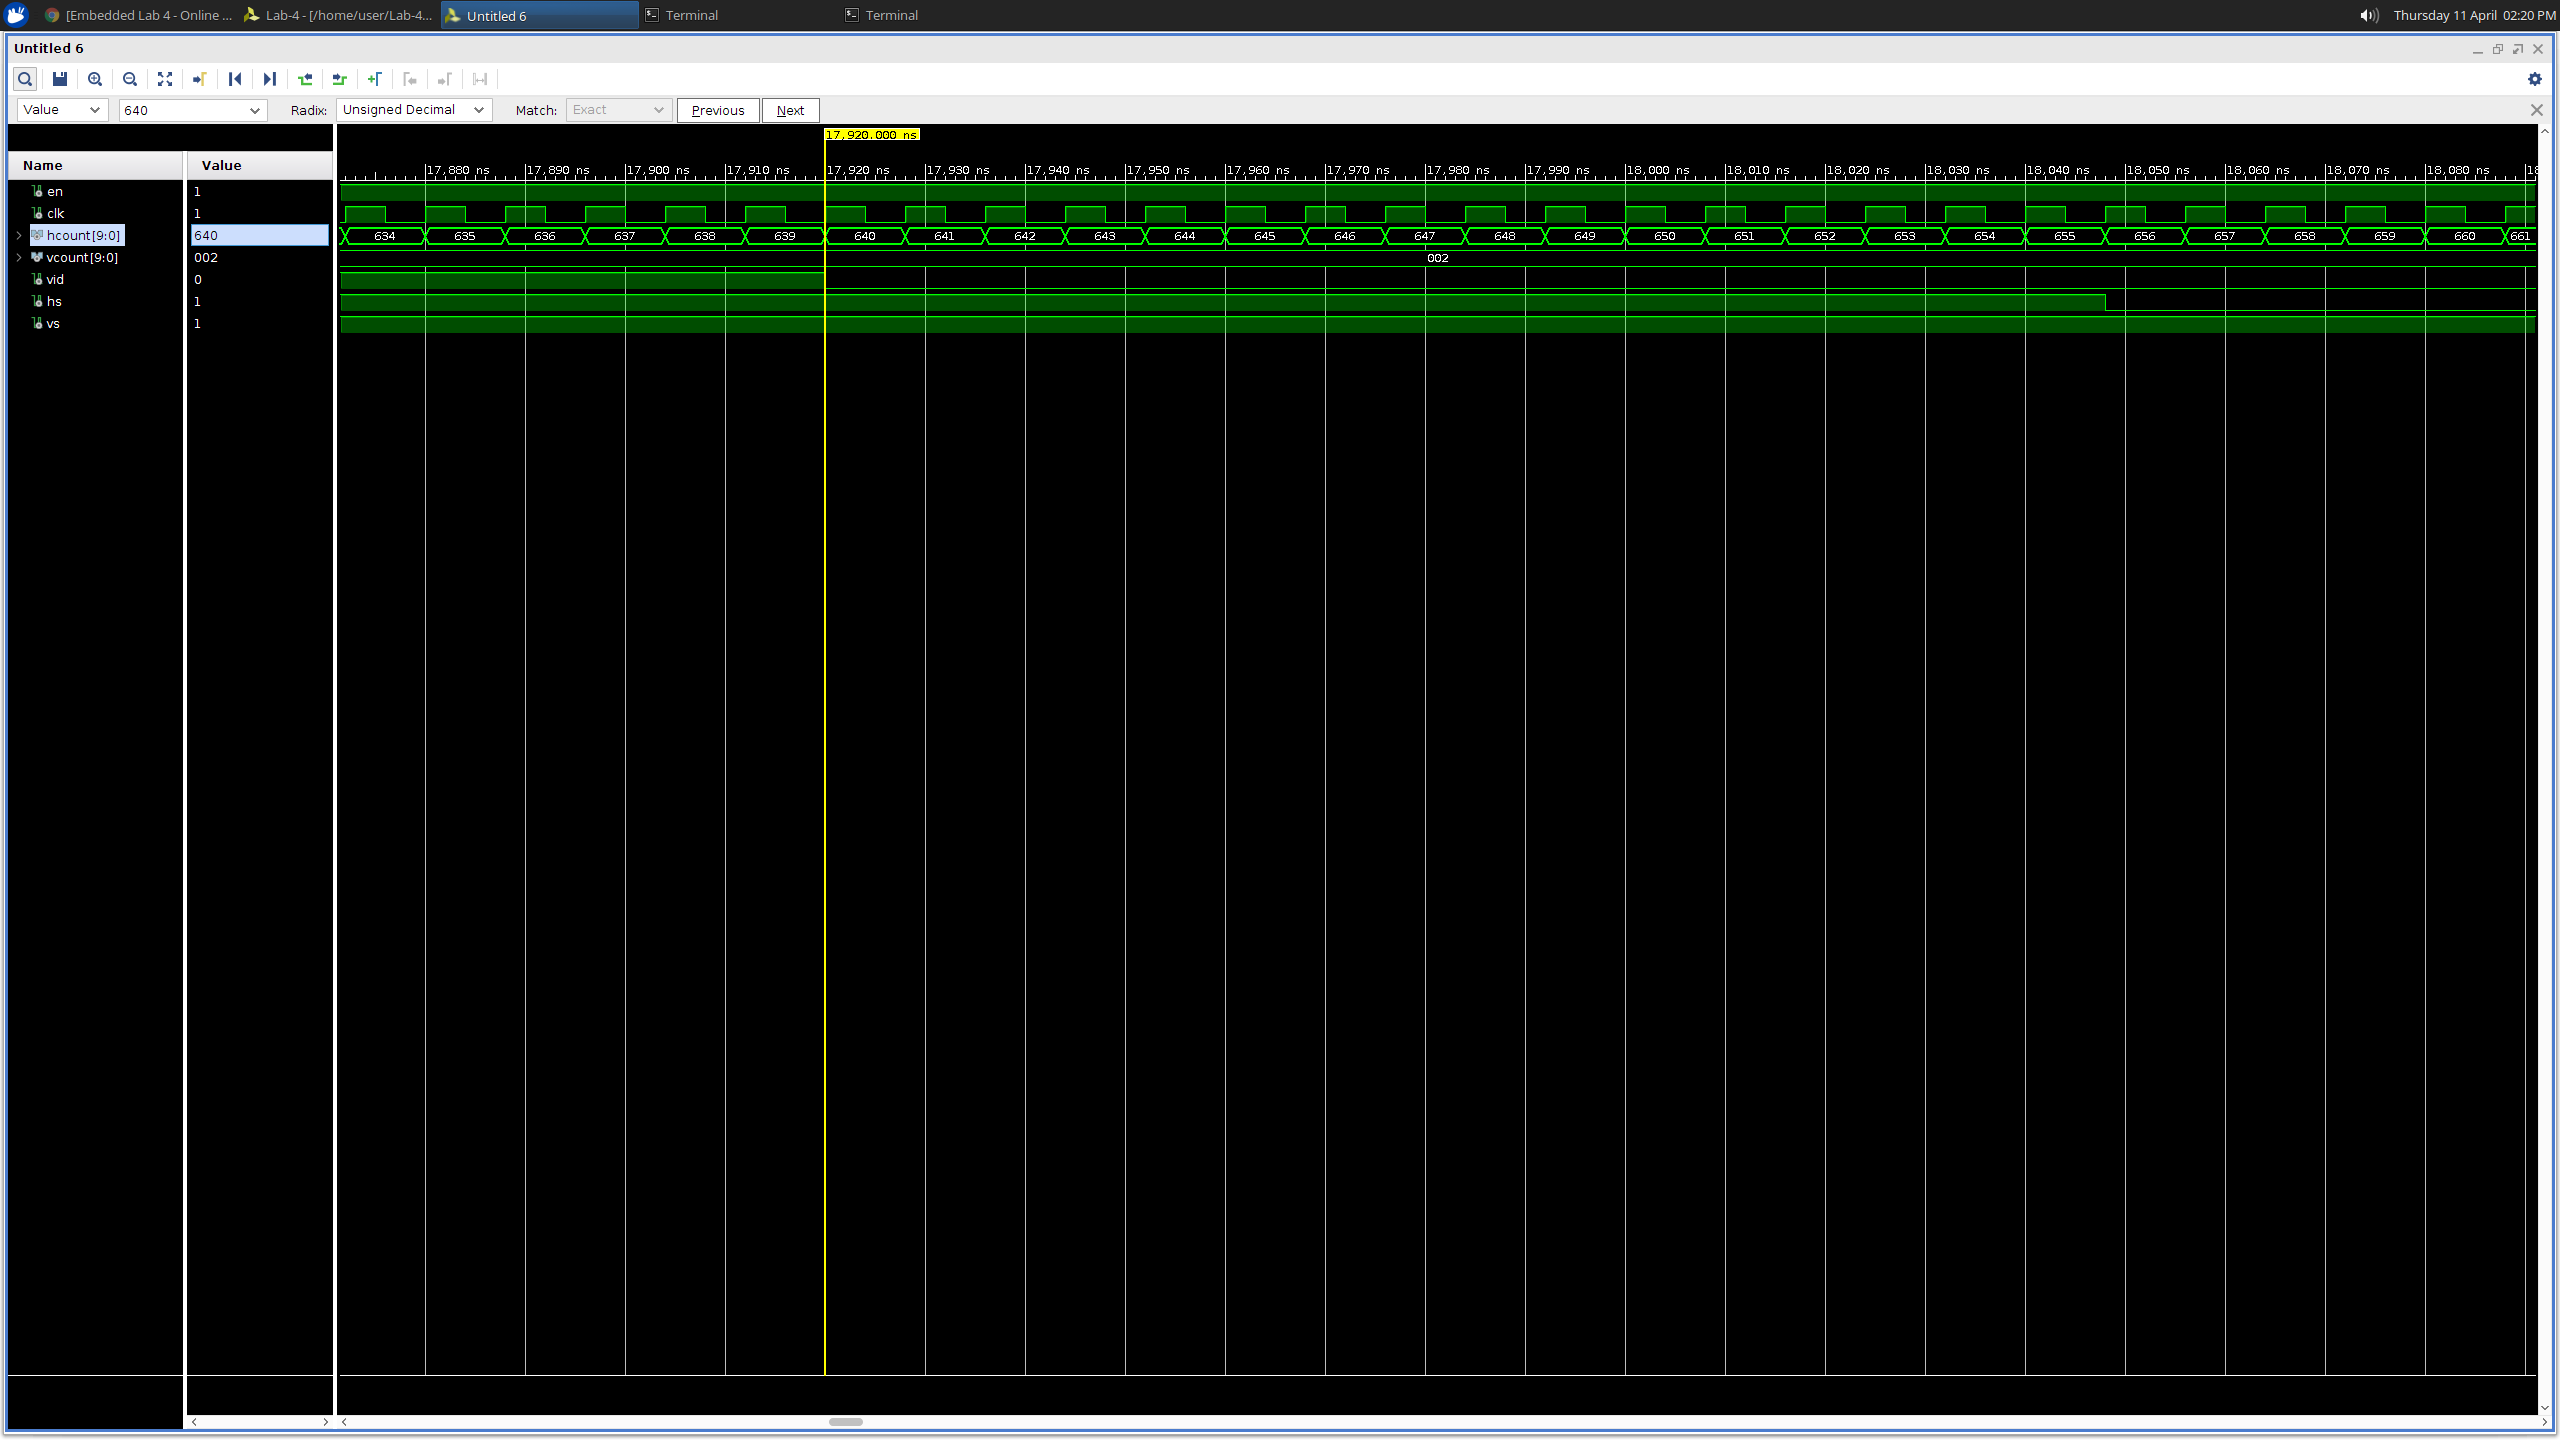 [Embedded Lab 4 - Online ... Lab-4 - [/home/user/Lab-4... Untitled 6 Terminal Terminal Thursday 11 April 02:20 PM
Untitled 6
Value 640 Radix: Unsigned Decimal Match: Exact Previous Next
17,920.000 ns
Name Value 17,880 ns 17,890 ns 17,900 ns 17,910 ns 17,920 ns 17,930 ns 17,940 ns 17,950 ns 17,960 ns 17,970 ns 17,980 ns 17,990 ns 18,000 ns 18,010 ns 18,020 ns 18,030 ns 18,040 ns 18,050 ns 18,060 ns 18,070 ns 18,080 ns 18
en 1
clk 1
hcount[9:0] 640 634 635 636 637 638 639 640 641 642 643 644 645 646 647 648 649 650 651 652 653 654 655 656 657 658 659 660 661
vcount[9:0] 002 002
vid 0
hs 1
vs 1